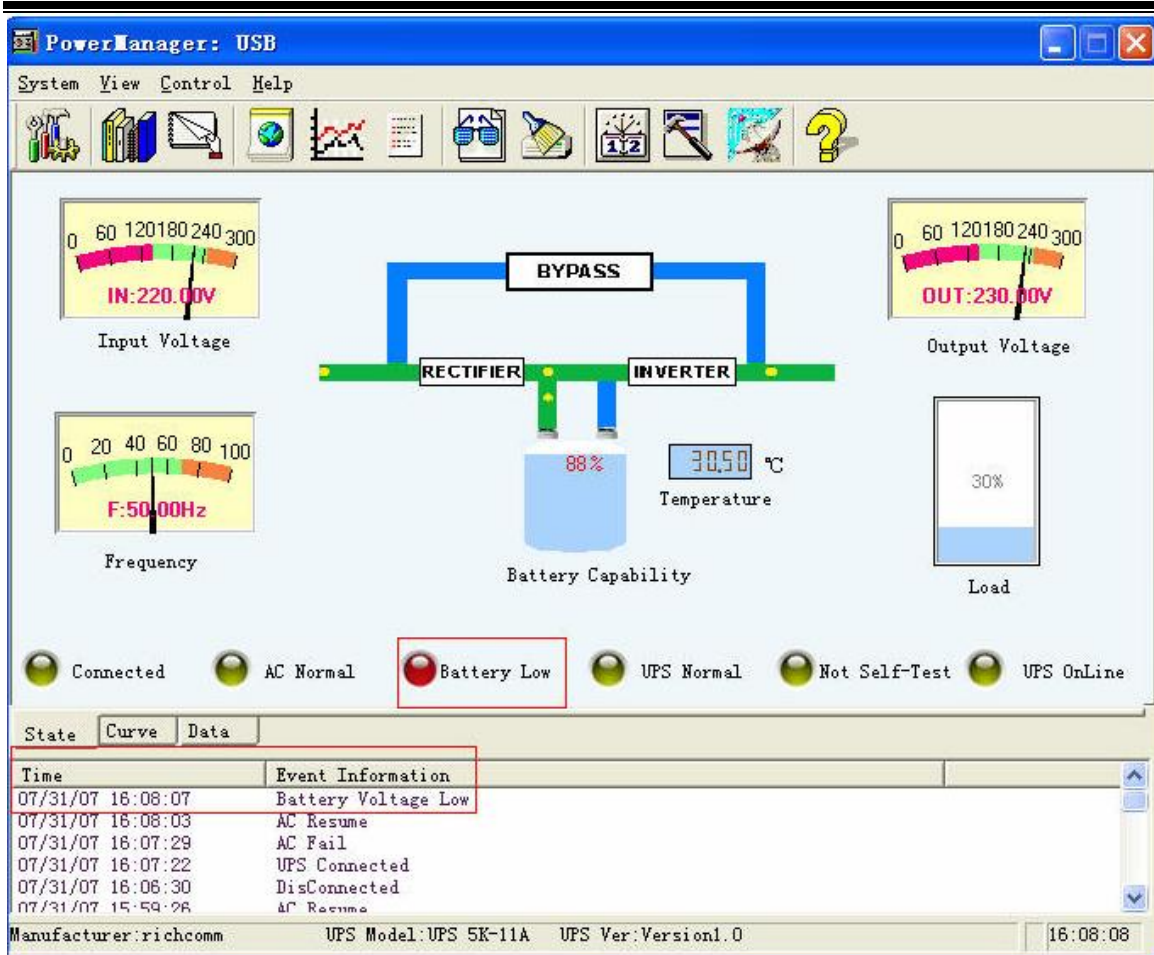 PowerManager: USB
System View Control Help
0 60 120 180 240 300
IN:220.00V
Input Voltage
BYPASS
RECTIFIER
INVERTER
0 60 120 180 240 300
OUT:230.00V
Output Voltage
0 20 40 60 80 100
F:50.00Hz
Frequency
88%
Battery Capability
30.50 ℃
Temperature
30%
Load
Connected AC Normal Battery Low UPS Normal Not Self-Test UPS OnLine
State Curve Data
Time Event Information
07/31/07 16:08:07 Battery Voltage Low
07/31/07 16:08:03 AC Resume
07/31/07 16:07:29 AC Fail
07/31/07 16:07:22 UPS Connected
07/31/07 16:06:30 DisConnected
07/31/07 15:59:26 AC Resume
Manufacturer:richcomm UPS Model:UPS 5K-11A UPS Ver:Version1.0 16:08:08